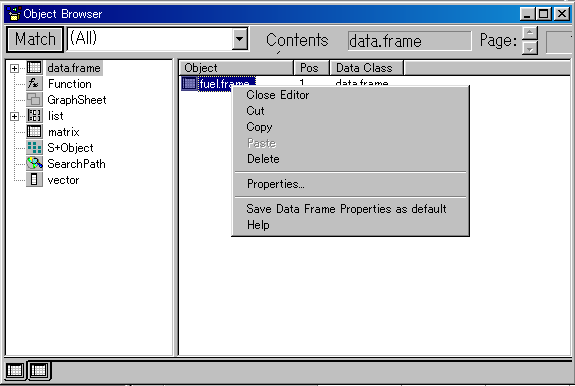 Object Browser
Match (All) Contents data.frame Page:
data.frame
Function
GraphSheet
list
matrix
S+Object
SearchPath
vector
Object Pos Data Class
fuel.frame 1 data.frame
Close Editor
Cut
Copy
Paste
Delete
Properties...
Save Data Frame Properties as default
Help